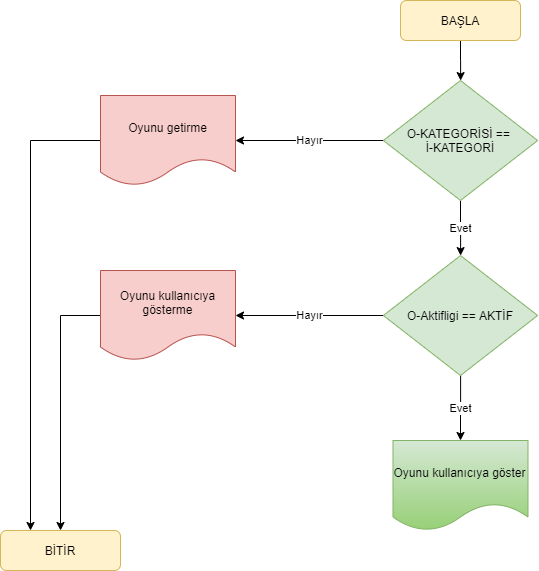 BAŞLA
O-KATEGORİSİ ==
İ-KATEGORİ
Hayır
Oyunu getirme
Evet
O-Aktifligi == AKTİF
Hayır
Oyunu kullanıcıya
gösterme
Evet
Oyunu kullanıcıya göster
BİTİR